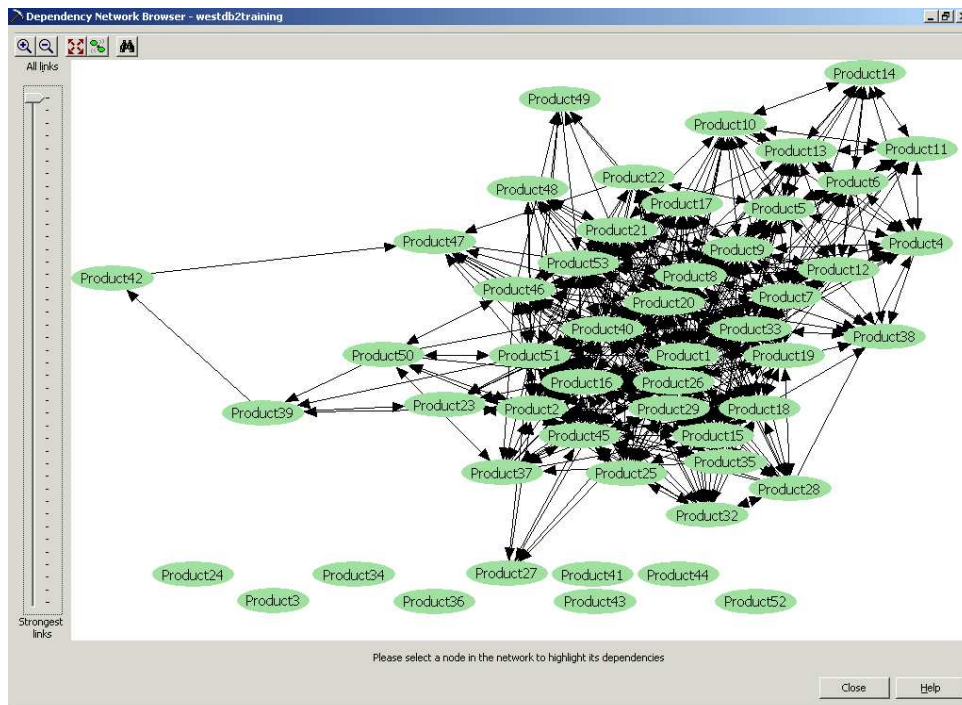 Dependency Network Browser - westdb2training
All links
Product14
Product49
Product10
Product13
Product11
Product22
Product6
Product48
Product17
Product5
Product21
Product47
Product4
Product9
Product53
Product12
Product42
Product8
Product46
Product7
Product20
Product40
Product33
Product38
Product50
Product51
Product1
Product19
Product16
Product26
Product39
Product23
Product2
Product29
Product18
Product45
Product15
Product35
Product37
Product25
Product28
Product32
Product24
Product34
Product27
Product41
Product44
Product3
Product36
Product43
Product52
Strongest
links
Please select a node in the network to highlight its dependencies
Close
Help